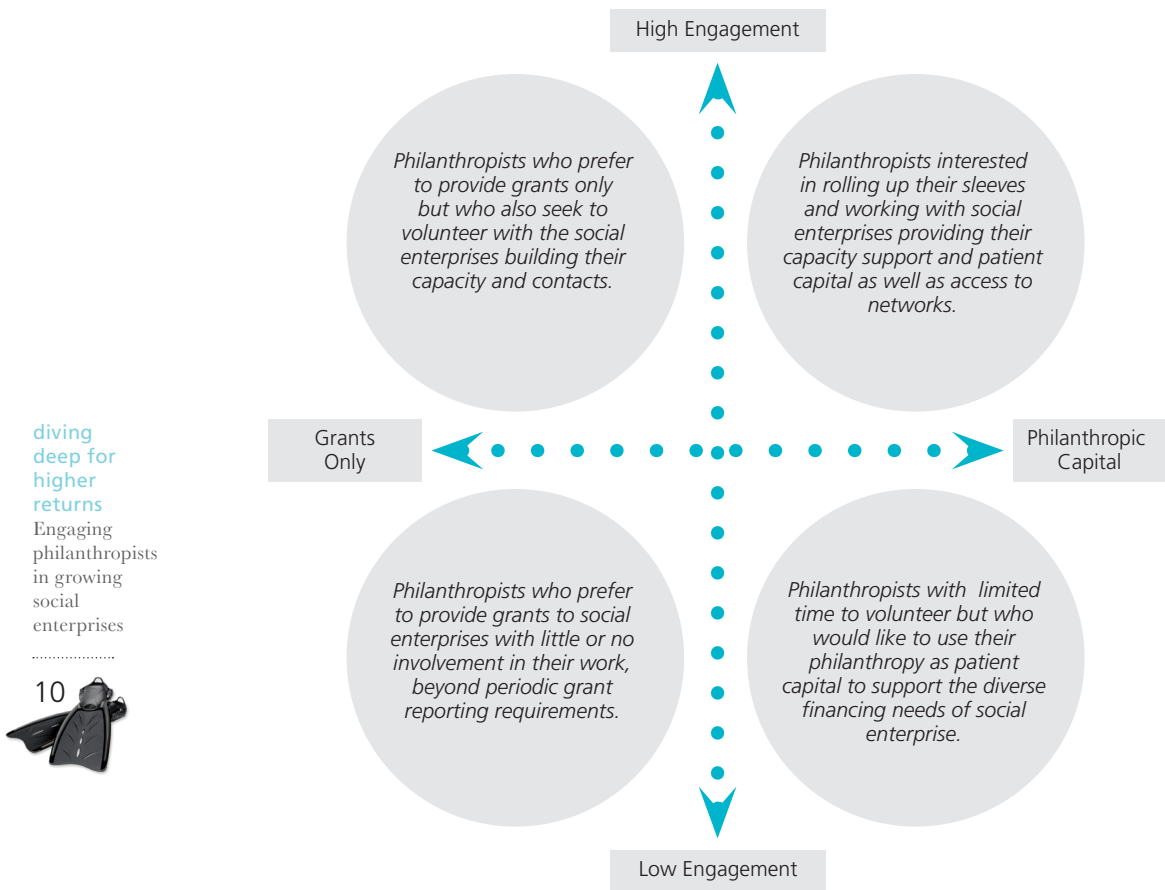 High Engagement
Philanthropists who prefer
to provide grants only
but who also seek to
volunteer with the social
enterprises building their
capacity and contacts.
Philanthropists interested
in rolling up their sleeves
and working with social
enterprises providing their
capacity support and patient
capital as well as access to
networks.
Grants
Only
Philanthropic
Capital
diving
deep for
higher
returns
Engaging
philanthropists
in growing
social
enterprises
10
Philanthropists who prefer
to provide grants to social
enterprises with little or no
involvement in their work,
beyond periodic grant
reporting requirements.
Philanthropists with limited
time to volunteer but who
would like to use their
philanthropy as patient
capital to support the diverse
financing needs of social
enterprise.
Low Engagement